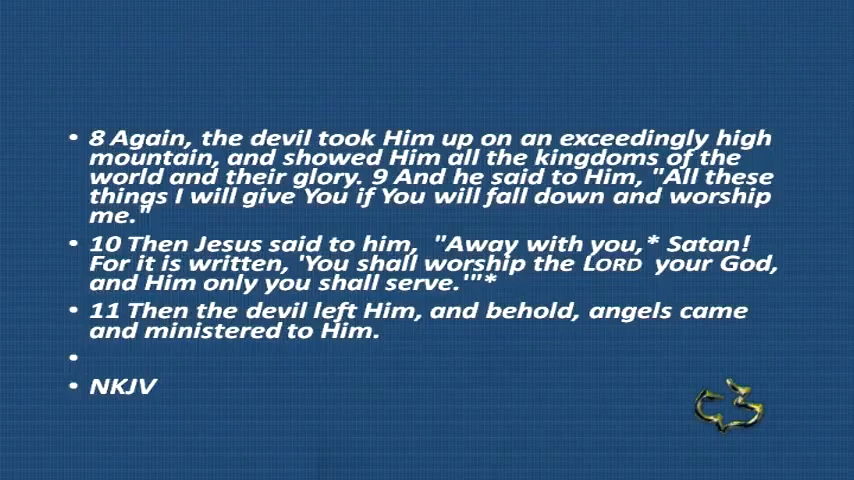 • 8 Again, the devil took Him up on an exceedingly high
mountain, and showed Him all the kingdoms of the
world and their glory. 9 And he said to Him, "All these
things I will give You if You will fall down and worship
me."
• 10 Then Jesus said to him,  "Away with you,* Satan!
For it is written, 'You shall worship the LORD  your God,
and Him only you shall serve.'"*
• 11 Then the devil left Him, and behold, angels came
and ministered to Him.
•
• NKJV
C3